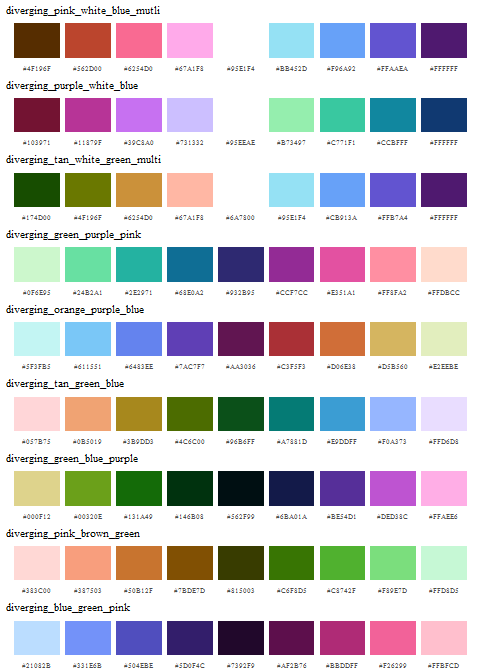 diverging_pink_white_blue_mutli
#4F196F #562D00 #6254D0 #67A1F8 #95E1F4 #BB452D #F96A92 #FFAAEA #FFFFFF
diverging_purple_white_blue
#103971 #11879F #39C8A0 #731332 #95EEAE #B73497 #C771F1 #CCBFFF #FFFFFF
diverging_tan_white_green_multi
#174D00 #4F196F #6254D0 #67A1F8 #6A7800 #95E1F4 #CB913A #FFB7A4 #FFFFFF
diverging_green_purple_pink
#0F6E95 #24B2A1 #2E2971 #68E0A2 #932B95 #CCF7CC #E351A1 #FF8FA2 #FFDBCC
diverging_orange_purple_blue
#5F3FB5 #611551 #6483EE #7AC7F7 #AA3036 #C3F5F3 #D06E38 #D5B560 #E2EEBE
diverging_tan_green_blue
#057B75 #0B5019 #3B9DD3 #4C6C00 #96B6FF #A7881D #E9DDFF #F0A373 #FFD6D8
diverging_green_blue_purple
#000F12 #00320E #131A49 #146B08 #562F99 #6BA01A #BE54D1 #DED38C #FFAEE6
diverging_pink_brown_green
#383C00 #387503 #50B12F #7BDE7D #815003 #C6F8D5 #C8742F #F89E7D #FFD8D5
diverging_blue_green_pink
#21082B #331E6B #504EBE #5D0F4C #7392F9 #AF2B76 #BBDDFF #F26299 #FFBFCD